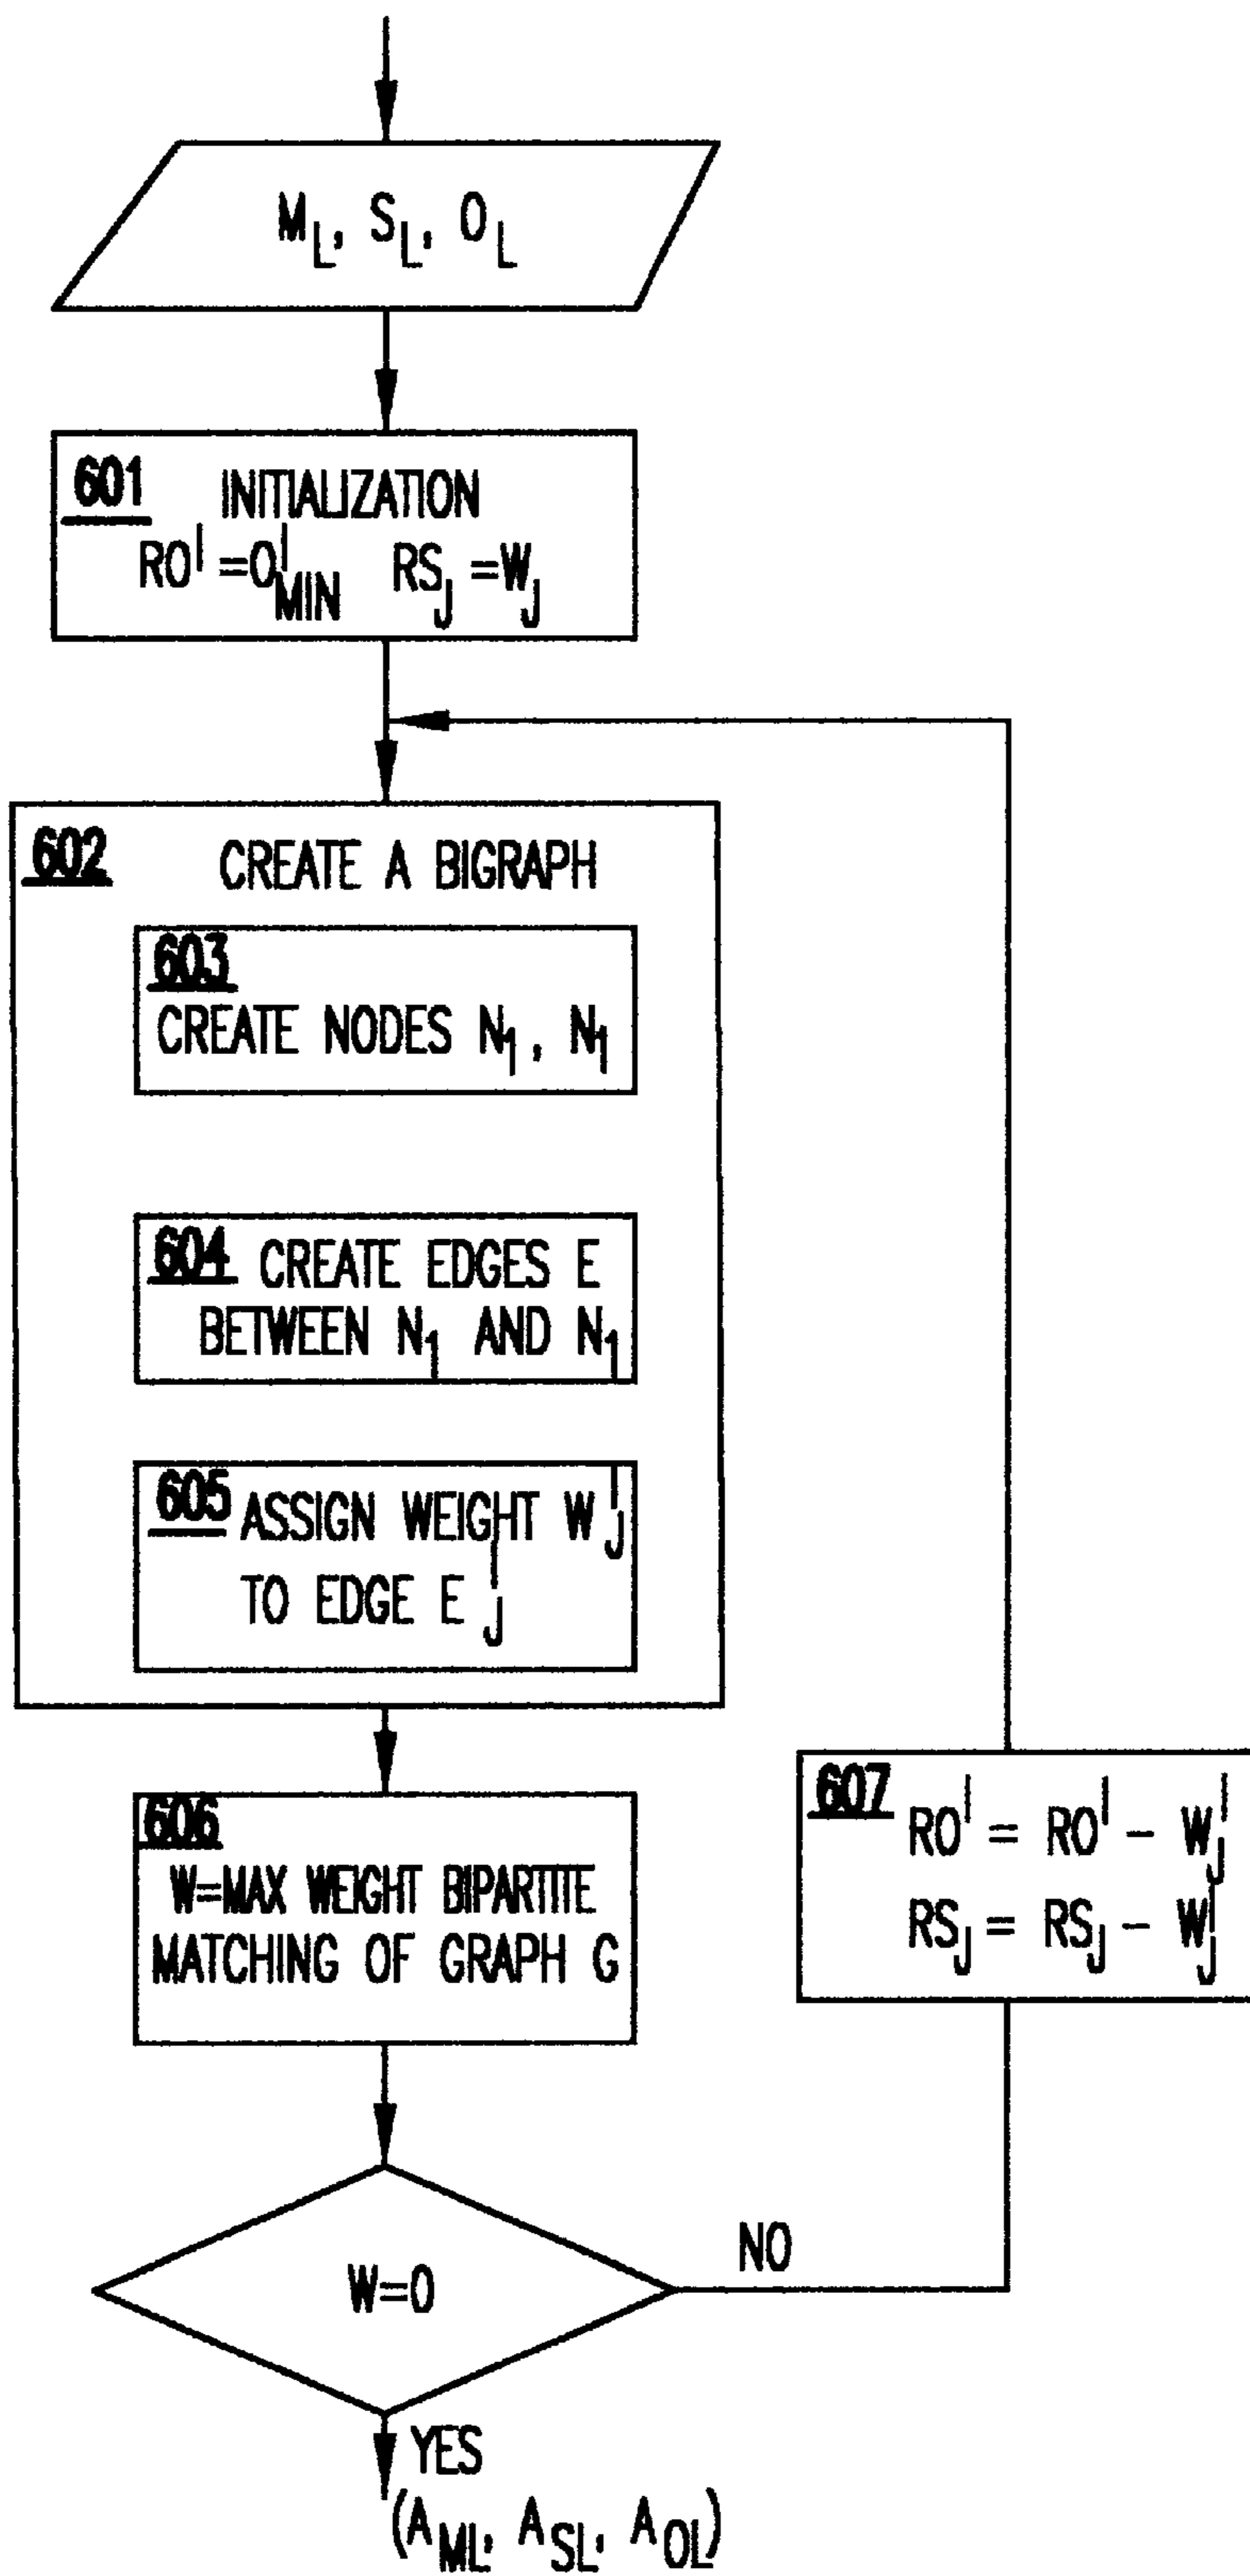 M_L, S_L, O_L
601 INITIALIZATION
RO^I = O^I_MIN RS_J = W_J
602 CREATE A BIGRAPH
603
CREATE NODES N_1, N_1
604 CREATE EDGES E
BETWEEN N_1 AND N_1
605 ASSIGN WEIGHT W^I_J
TO EDGE E^I_J
606
W=MAX WEIGHT BIPARTITE
MATCHING OF GRAPH G
607 RO^I = RO^I - W^I_J
RS_J = RS_J - W^I_J
W=0
NO
YES
(A_ML, A_SL, A_OL)